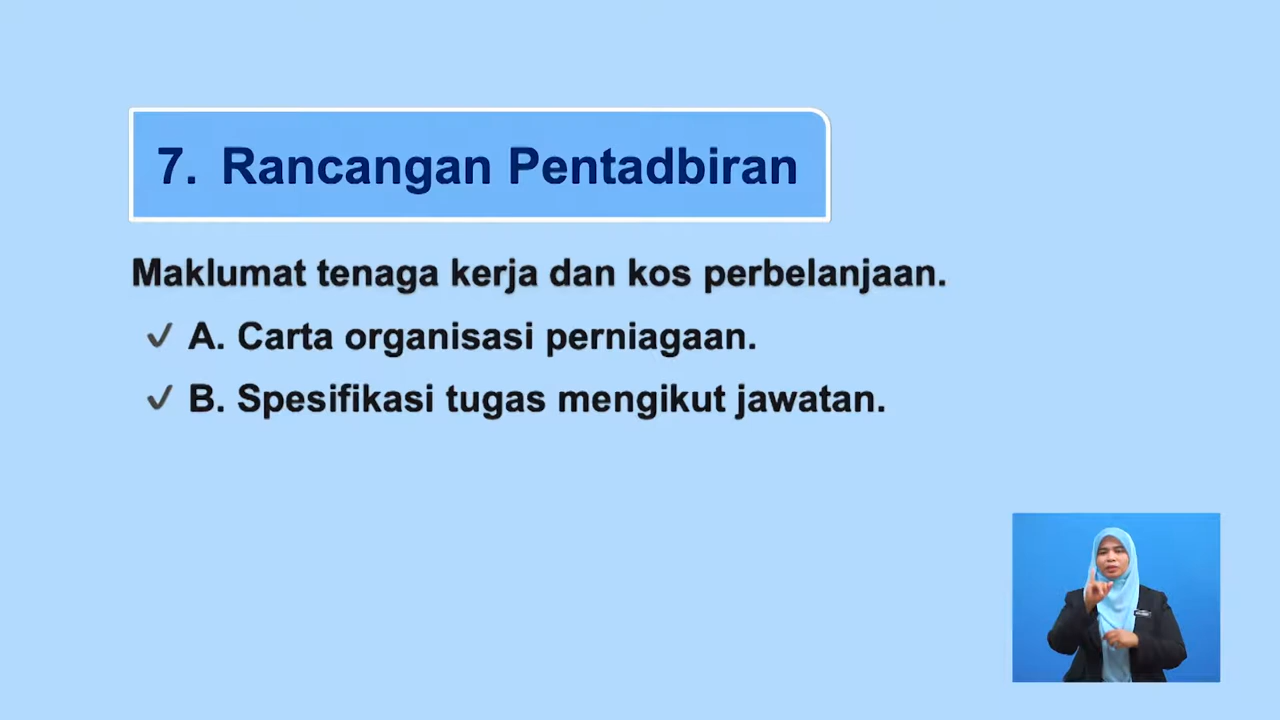 7. Rancangan Pentadbiran
Maklumat tenaga kerja dan kos perbelanjaan.
✓ A. Carta organisasi perniagaan.
✓ B. Spesifikasi tugas mengikut jawatan.